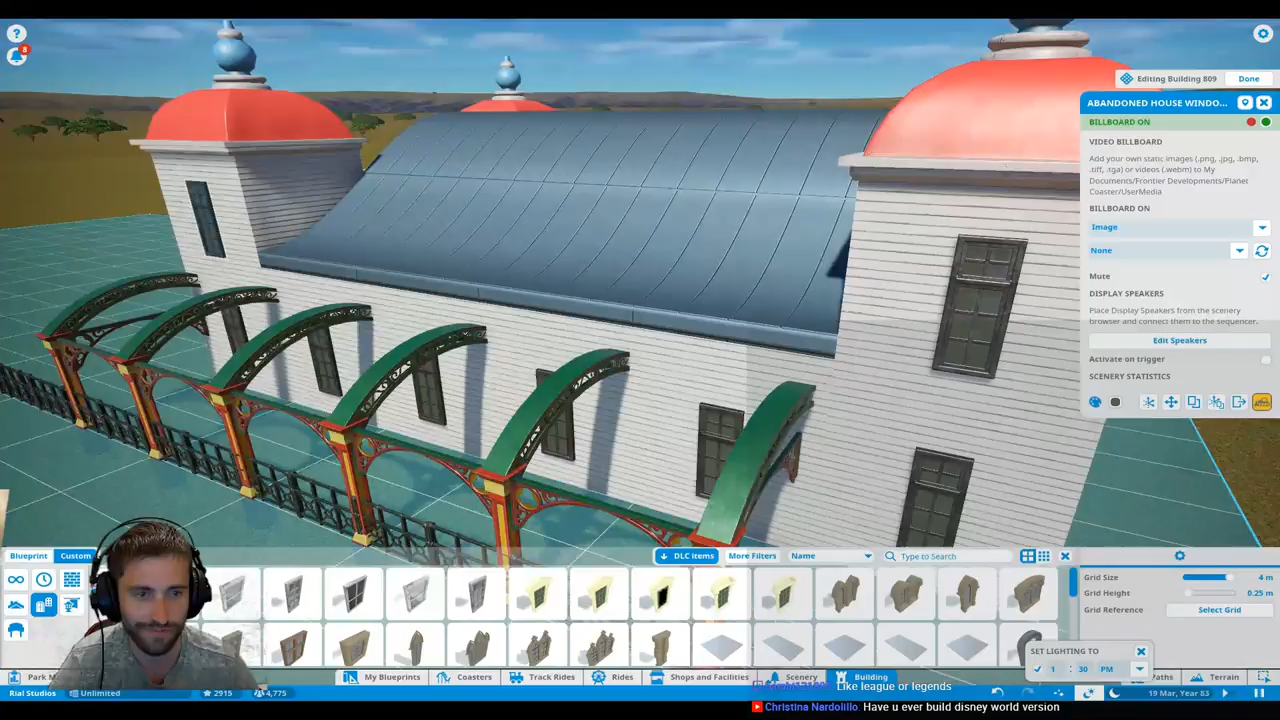 ?
8
Editing Building 809
Done
ABANDONED HOUSE WINDO...
BILLBOARD ON
VIDEO BILLBOARD
Add your own static images (.png, .jpg, .bmp,
.tiff, .tga) or videos (.webm) to My
Documents/Frontier Developments/Planet
Coaster/UserMedia
BILLBOARD ON
Image
None
Mute
DISPLAY SPEAKERS
Place Display Speakers from the scenery
browser and connect them to the sequencer.
Edit Speakers
Activate on trigger
SCENERY STATISTICS
Blueprint
Custom
DLC items
More Filters
Name
Type to Search
Grid Size
4 m
Grid Height
0.25 m
Grid Reference
Select Grid
SET LIGHTING TO
1 : 30 PM
Park M
My Blueprints
Coasters
Track Rides
Rides
Shops and Facilities
Scenery
Building
Paths
Terrain
Like league or legends
Rial Studios
Unlimited
2915
4,775
19 Mar, Year 83
Christina Nardolillo: Have u ever build disney world version